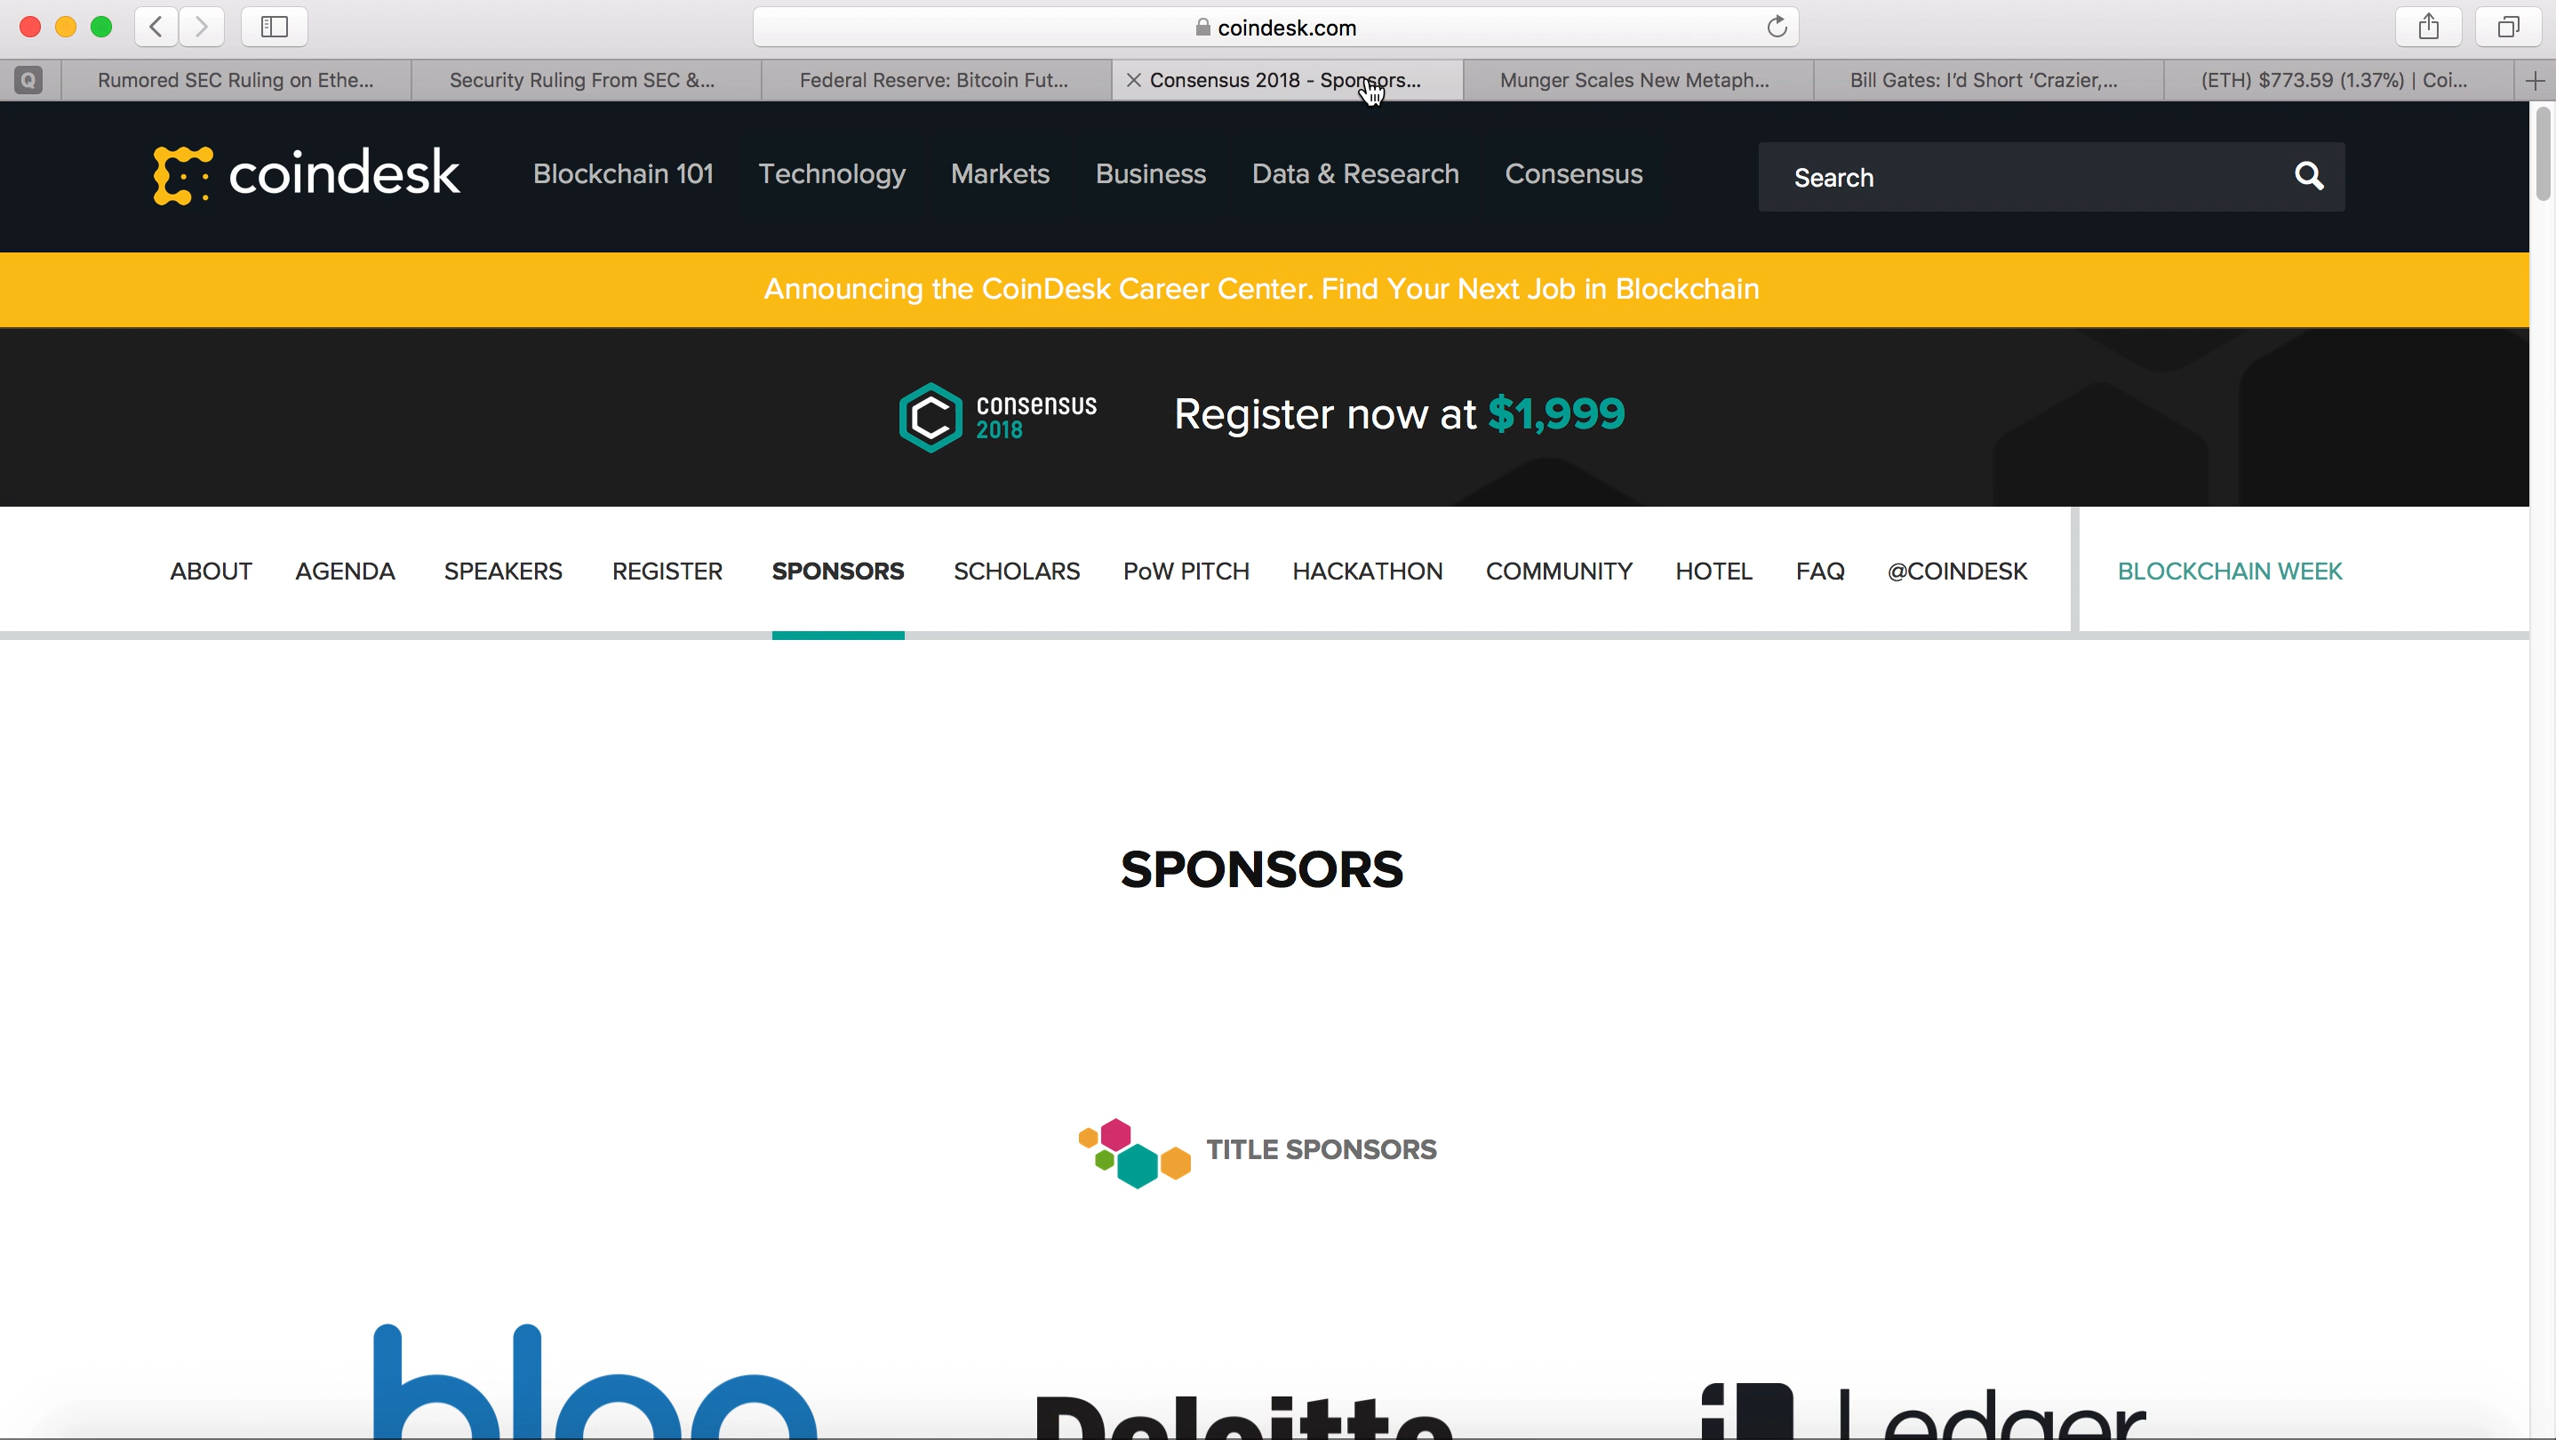 coindesk.com
Q
Rumored SEC Ruling on Ethe...
Security Ruling From SEC &...
Federal Reserve: Bitcoin Fut...
Consensus 2018 - Sponsors...
Munger Scales New Metaph...
Bill Gates: I'd Short 'Crazier,...
(ETH) $773.59 (1.37%) | Coi...
coindesk
Blockchain 101
Technology
Markets
Business
Data & Research
Consensus
Search
Announcing the CoinDesk Career Center. Find Your Next Job in Blockchain
consensus
2018
Register now at $1,999
ABOUT
AGENDA
SPEAKERS
REGISTER
SPONSORS
SCHOLARS
PoW PITCH
HACKATHON
COMMUNITY
HOTEL
FAQ
@COINDESK
BLOCKCHAIN WEEK
SPONSORS
TITLE SPONSORS
Deloitte
Ledger